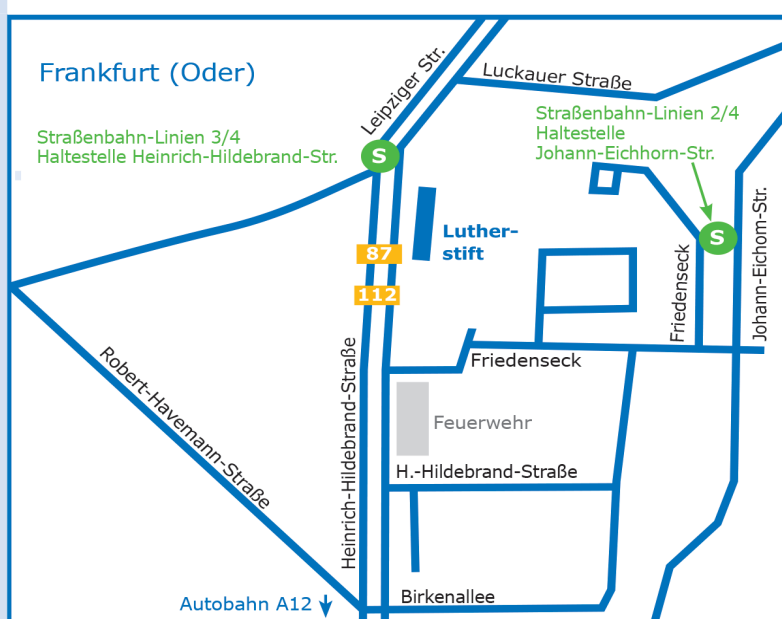 Frankfurt (Oder)
Leipziger Str.
Luckauer Straße
Straßenbahn-Linien 3/4
Haltestelle Heinrich-Hildebrand-Str.
S
Straßenbahn-Linien 2/4
Haltestelle
Johann-Eichhorn-Str.
S
Luther-
stift
87
112
Friedenseck
Johann-Eichorn-Str.
Friedenseck
Robert-Havemann-Straße
Heinrich-Hildebrand-Straße
Feuerwehr
H.-Hildebrand-Straße
Birkenallee
Autobahn A12